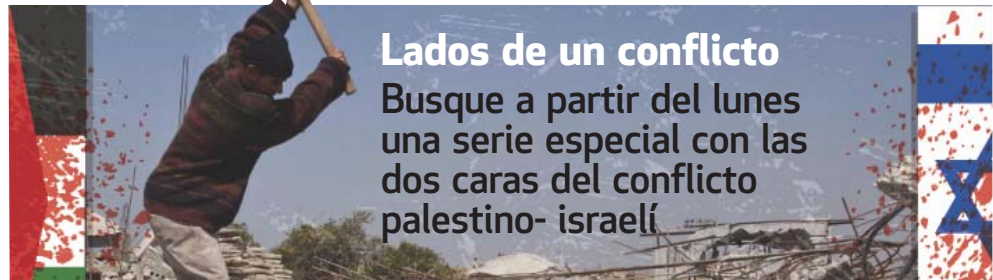 Lados de un conflicto
Busque a partir del lunes
una serie especial con las
dos caras del conflicto
palestino- israelí